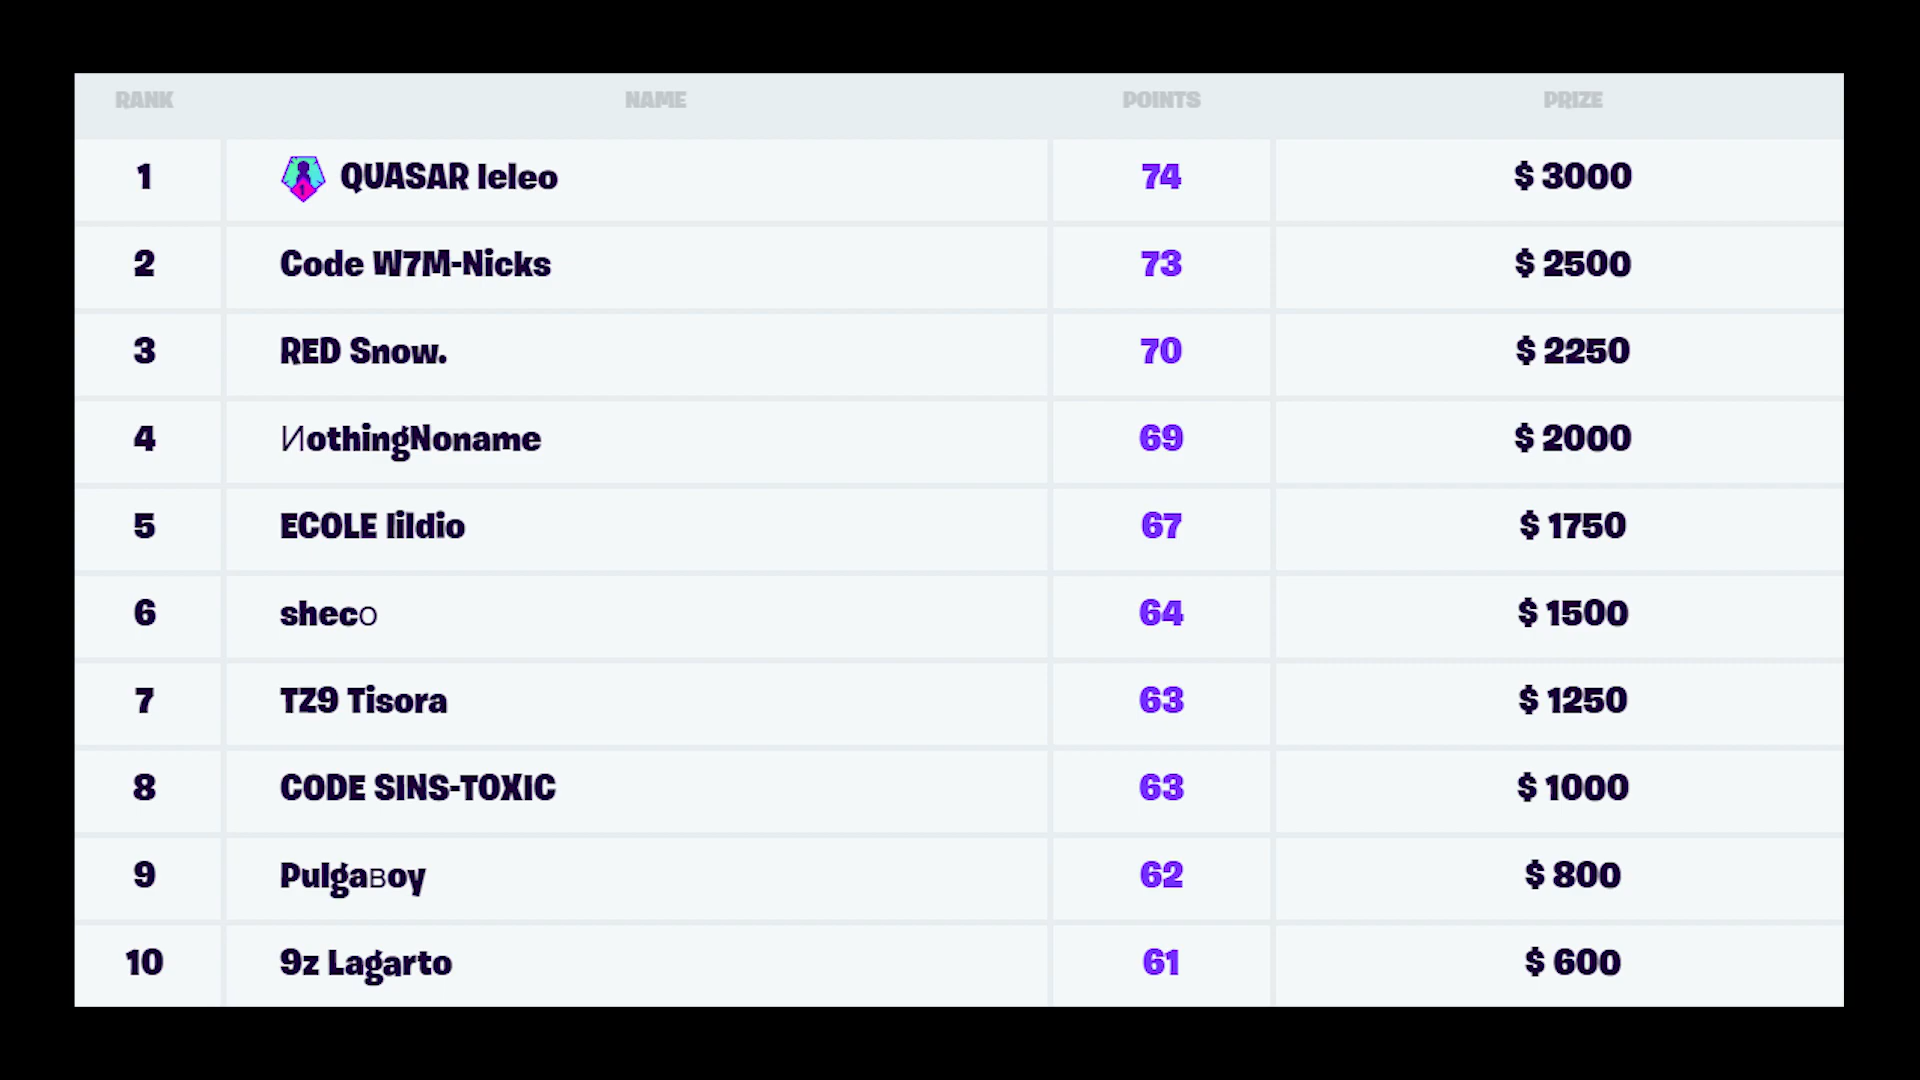 RANK NAME POINTS PRIZE
1 QUASAR leleo 74 $ 3000
2 Code W7M-Nicks 73 $ 2500
3 RED Snow. 70 $ 2250
4 ИothingNoname 69 $ 2000
5 ECOLE lildio 67 $ 1750
6 shecо 64 $ 1500
7 TZ9 Tisora 63 $ 1250
8 CODE SINS-TOXIC 63 $ 1000
9 Pulgaвoy 62 $ 800
10 9z Lagarto 61 $ 600